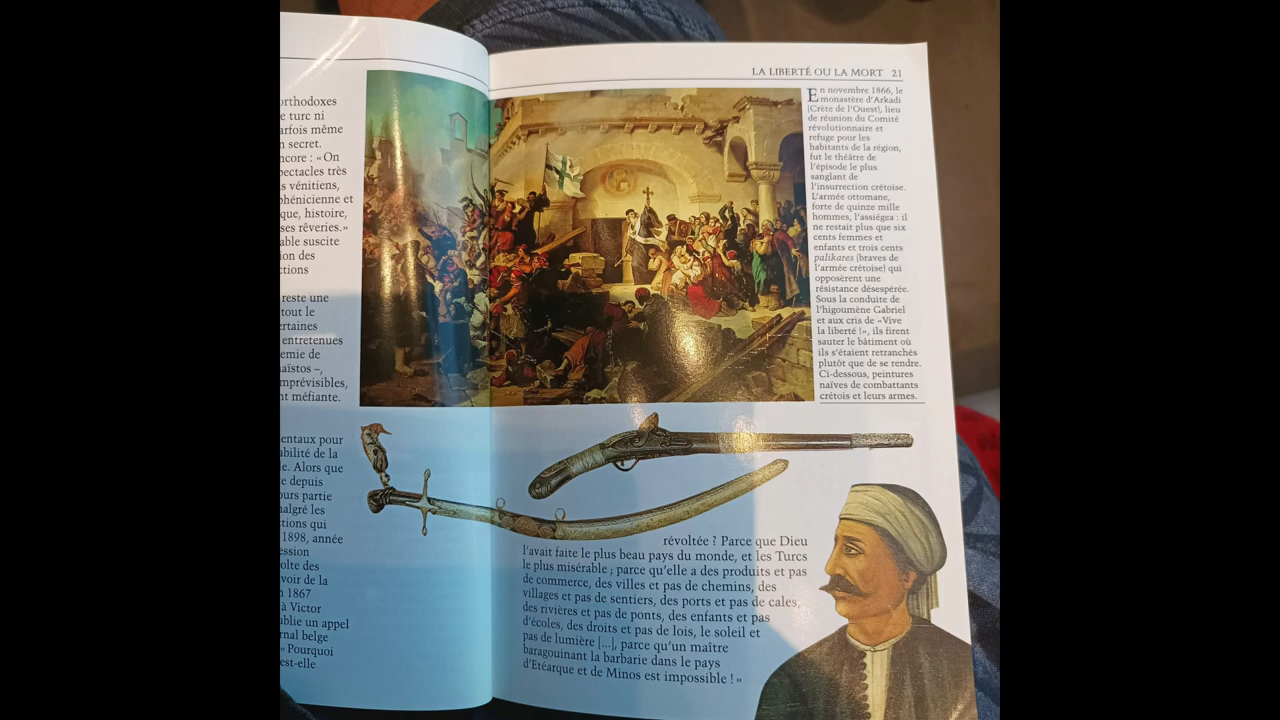 orthodoxes
e turc ni
arfois même
n secret.
ncore : « On
pectacles très
s vénitiens,
phénicienne et
que, histoire,
ses rêveries. »
able suscite
ion des
ctions
reste une
tout le
ertaines
entretenues
emie de
haïstos –,
mprévisibles,
nt méfiante.
entaux pour
abilité de la
e. Alors que
e depuis
ours partie
nalgré les
ctions qui
1898, année
ession
olte des
voir de la
n 1867
à Victor
ublie un appel
rnal belge
« Pourquoi
est-elle
LA LIBERTÉ OU LA MORT 21
En novembre 1866, le
monastère d'Arkadi
(Crète de l'Ouest), lieu
de réunion du Comité
révolutionnaire et
refuge pour les
habitants de la région,
fut le théâtre de
l'épisode le plus
sanglant de
l'insurrection crétoise.
L'armée ottomane,
forte de quinze mille
hommes, l'assiégea : il
ne restait plus que six
cents femmes et
enfants et trois cents
palikares (braves de
l'armée crétoise) qui
opposèrent une
résistance désespérée.
Sous la conduite de
l'higoumène Gabriel
et aux cris de « Vive
la liberté ! », ils firent
sauter le bâtiment où
ils s'étaient retranchés
plutôt que de se rendre.
Ci-dessous, peintures
naïves de combattants
crétois et leurs armes.
révoltée ? Parce que Dieu
l'avait faite le plus beau pays du monde, et les Turcs
le plus misérable ; parce qu'elle a des produits et pas
de commerce, des villes et pas de chemins, des
villages et pas de sentiers, des ports et pas de cales,
des rivières et pas de ponts, des enfants et pas
d'écoles, des droits et pas de lois, le soleil et
pas de lumière [...], parce qu'un maître
baragouinant la barbarie dans le pays
d'Etéarque et de Minos est impossible ! »